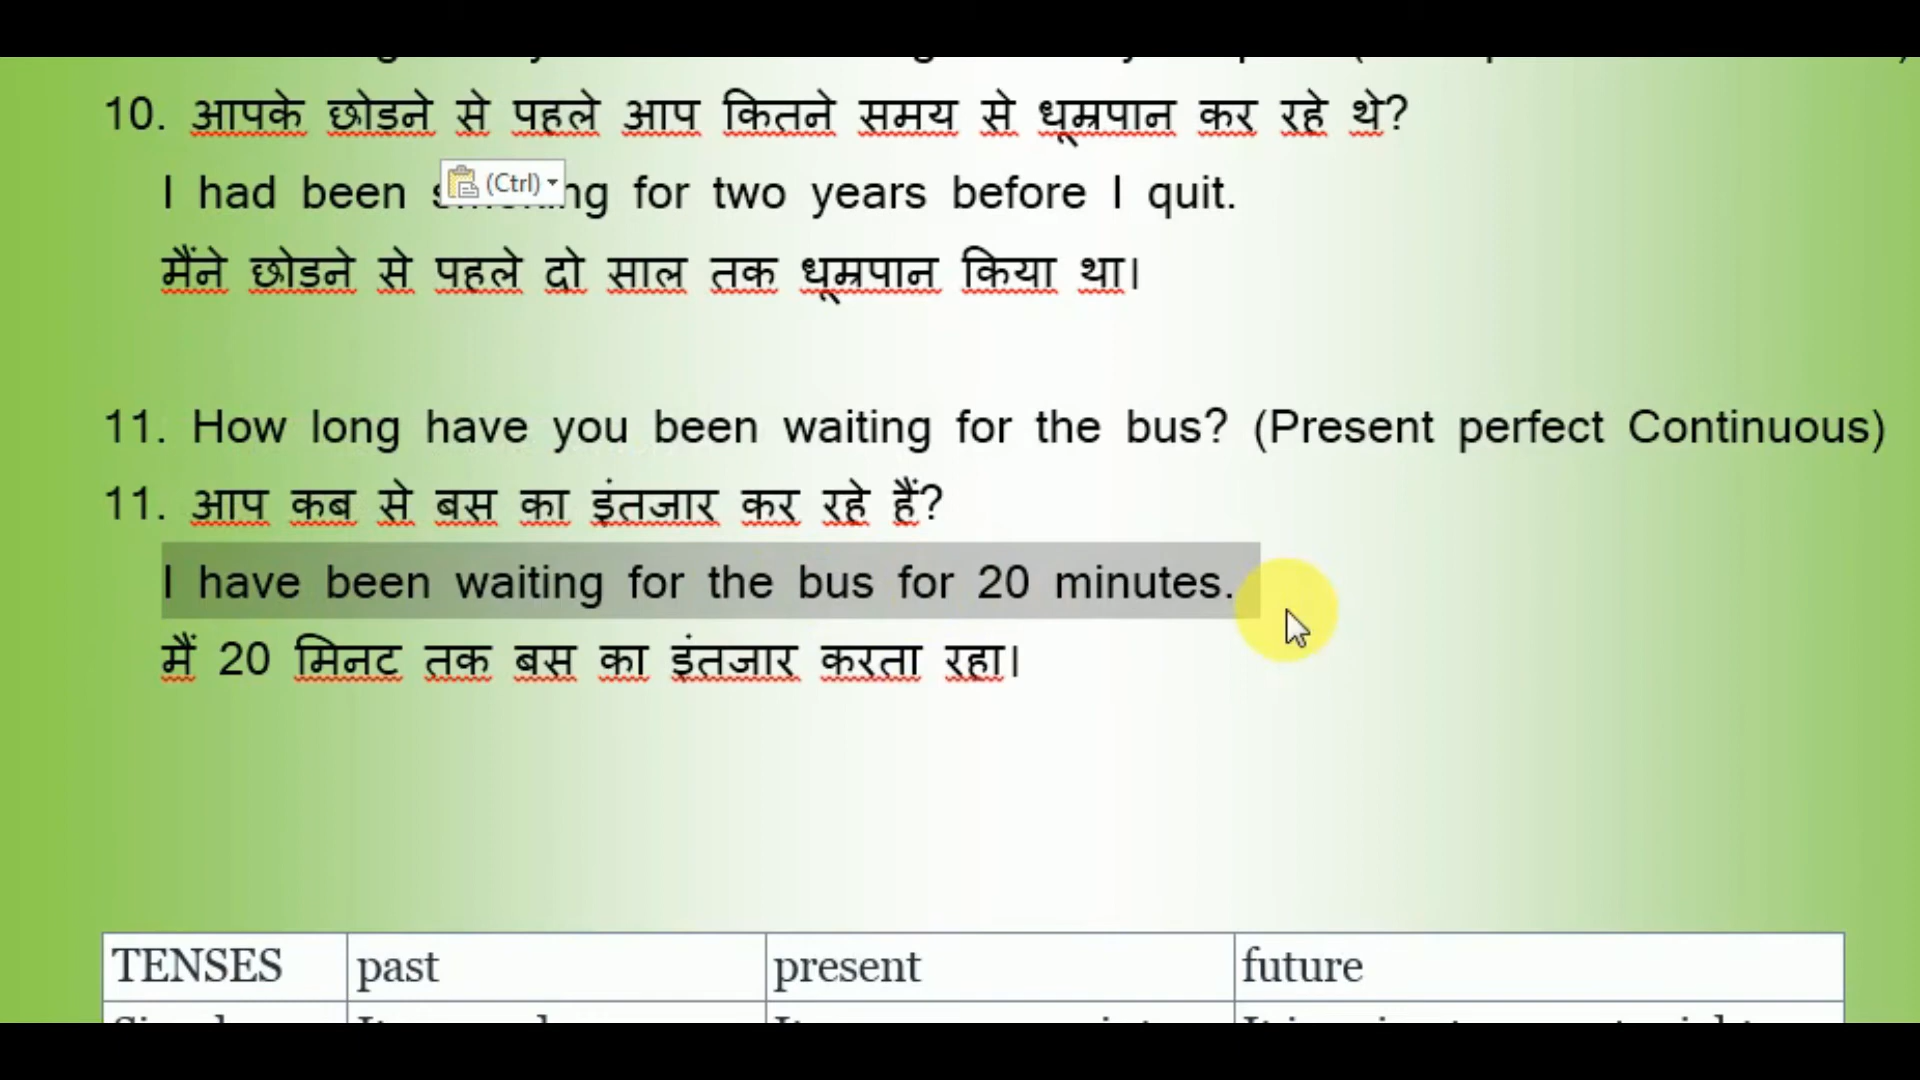 10. आपके छोडने से पहले आप कितने समय से धूम्रपान कर रहे थे?
(Ctrl)
I had been for two years before I quit.
मैंने छोडने से पहले दो साल तक धूम्रपान किया था।
11. How long have you been waiting for the bus? (Present perfect Continuous)
11. आप कब से बस का इंतजार कर रहे हैं?
I have been waiting for the bus for 20 minutes.
मैं 20 मिनट तक बस का इंतजार करता रहा।
TENSES past present future